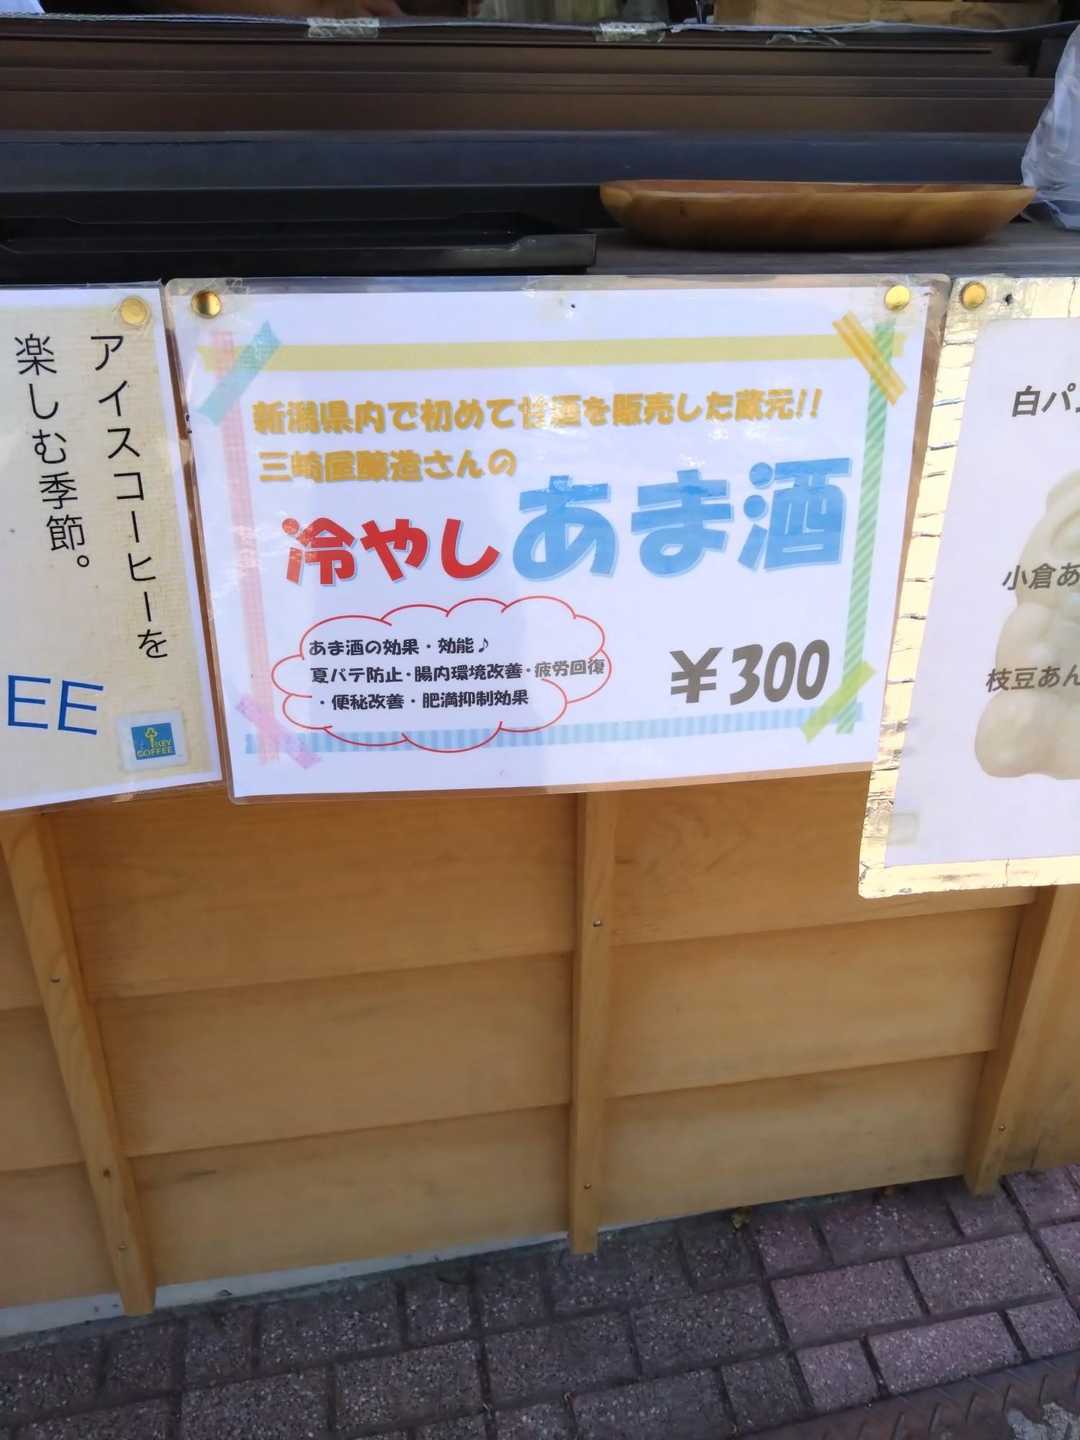 アイスコーヒーを
楽しむ季節。
EE
KEY
COFFEE
新潟県内で初めて甘酒を販売した蔵元!!
三崎屋醸造さんの
冷やしあま酒
あま酒の効果・効能♪
夏バテ防止・腸内環境改善・疲労回復
・便秘改善・肥満抑制効果
¥300
白パ
小倉あ
枝豆あん